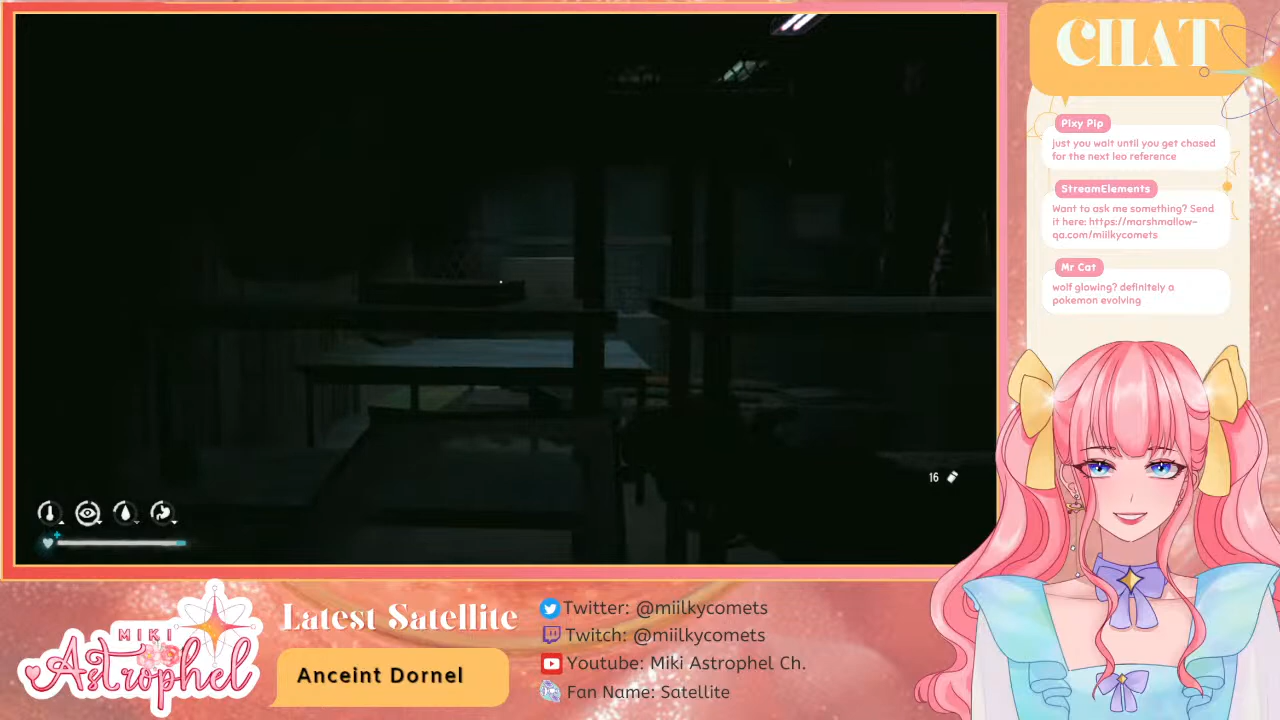 CHAT
Pixy Pip
just you wait until you get chased
for the next leo reference
StreamElements
Want to ask me something? Send
it here: https://marshmallow-
qa.com/miilkycomets
Mr Cat
wolf glowing? definitely a
pokemon evolving
16
MIKI
Astrophel
Latest Satellite
Anceint Dornel
Twitter: @miilkycomets
Twitch: @miilkycomets
Youtube: Miki Astrophel Ch.
Fan Name: Satellite